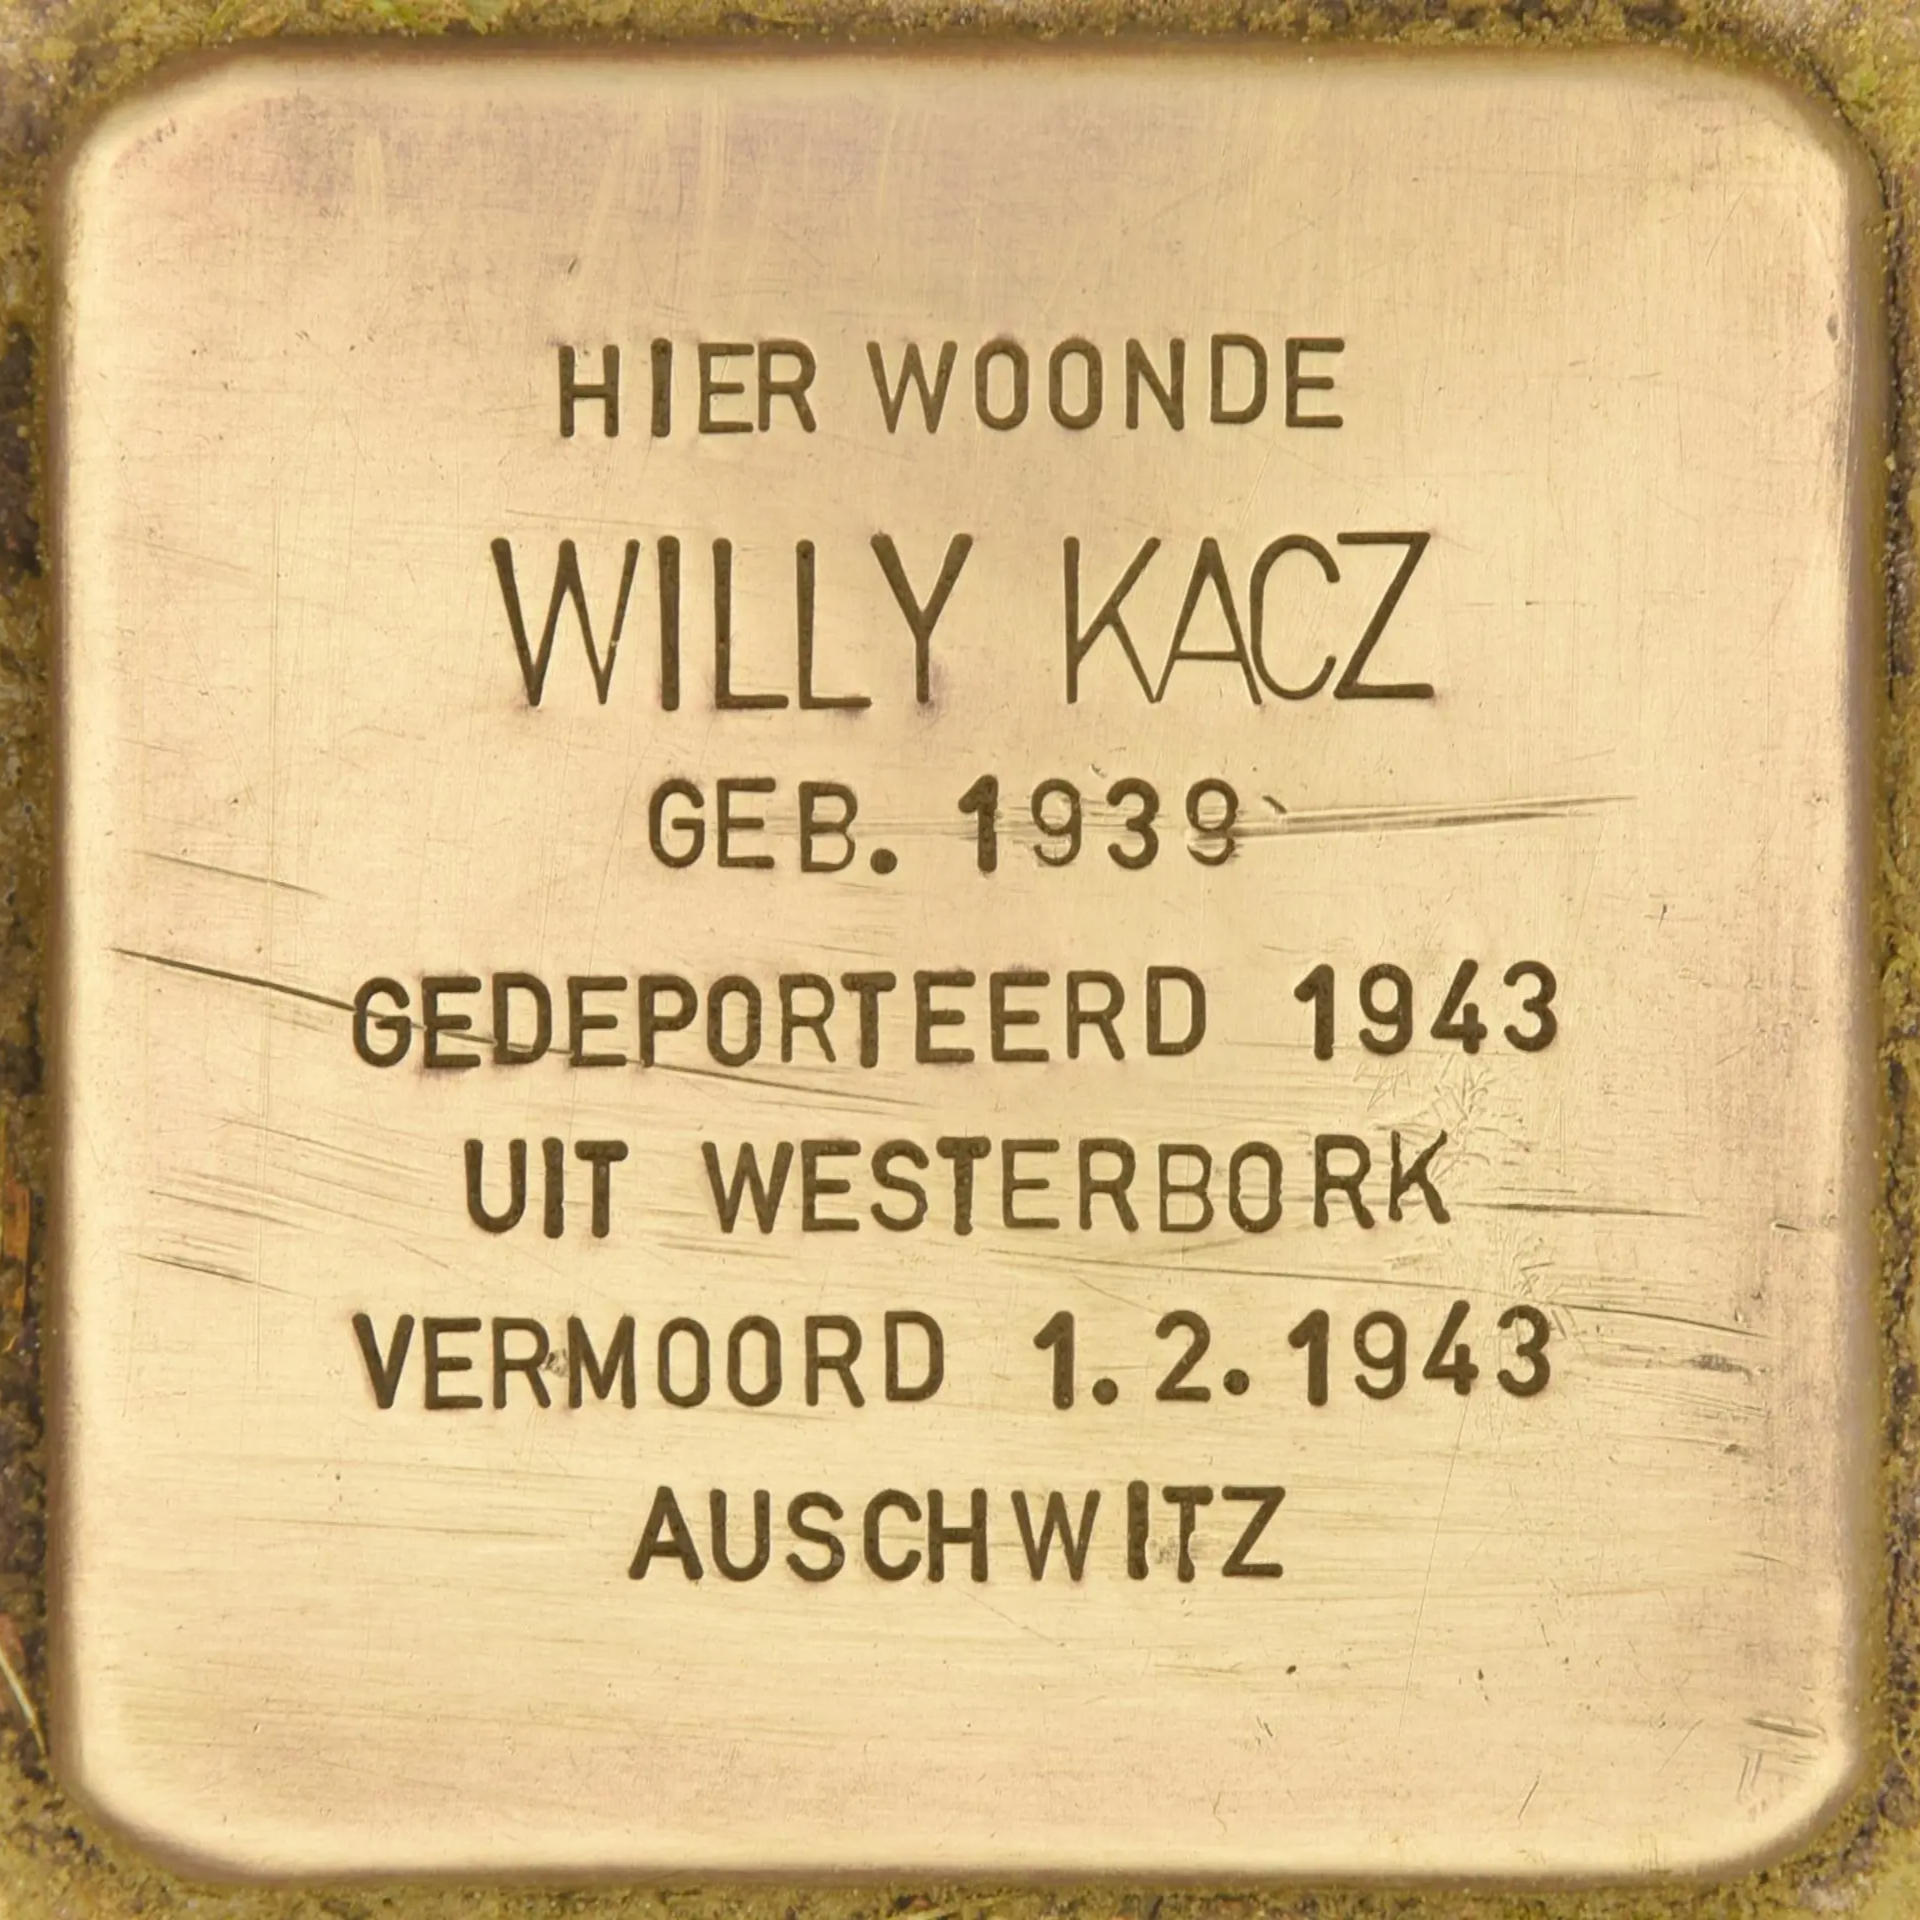 HIER WOONDE
WILLY KACZ
GEB. 1939
GEDEPORTEERD 1943
UIT WESTERBORK
VERMOORD 1.2.1943
AUSCHWITZ